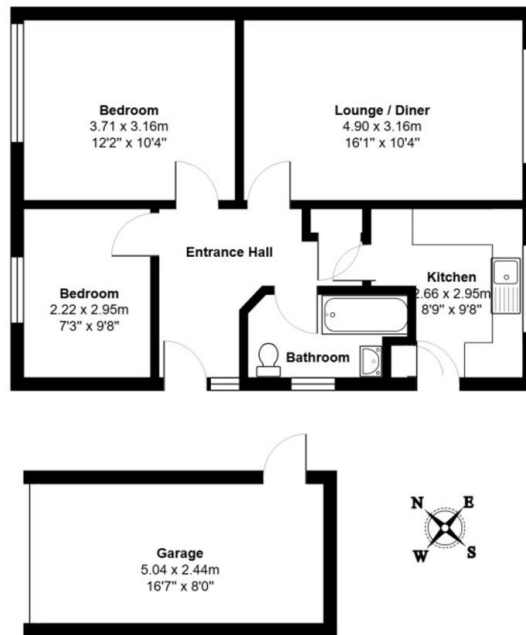 Bedroom
3.71 x 3.16m
12'2" x 10'4"
Lounge / Diner
4.90 x 3.16m
16'1" x 10'4"
Entrance Hall
Bedroom
2.22 x 2.95m
7'3" x 9'8"
Kitchen
2.66 x 2.95m
8'9" x 9'8"
Bathroom
Garage
5.04 x 2.44m
16'7" x 8'0"
N E
W S